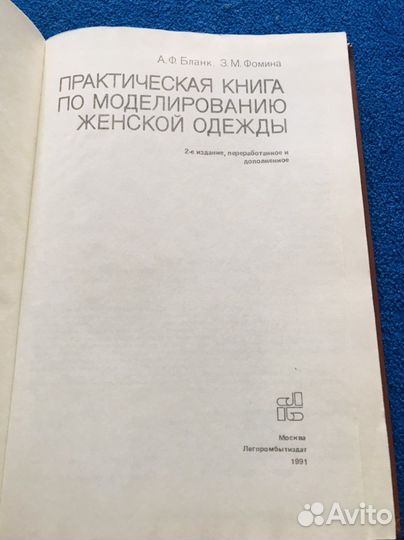 А. Ф. Бланк, З. М. Фомина
ПРАКТИЧЕСКАЯ КНИГА
ПО МОДЕЛИРОВАНИЮ
ЖЕНСКОЙ ОДЕЖДЫ
2-е издание, переработанное и
дополненное
Москва
Легпромбытиздат
1991
Avito